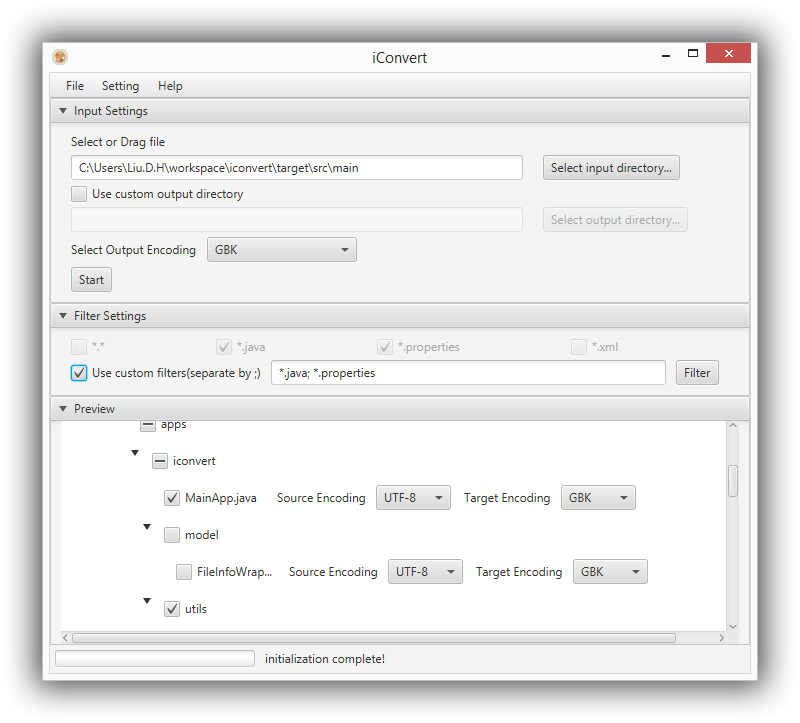 iConvert
File Setting Help
Input Settings
Select or Drag file
C:\Users\Liu.D.H\workspace\iconvert\target\src\main Select input directory...
Use custom output directory
Select output directory...
Select Output Encoding GBK
Start
Filter Settings
*.* *.java *.properties *.xml
Use custom filters(separate by ;) *.java; *.properties Filter
Preview
apps
iconvert
MainApp.java Source Encoding UTF-8 Target Encoding GBK
model
FileInfoWrap... Source Encoding UTF-8 Target Encoding GBK
utils
initialization complete!